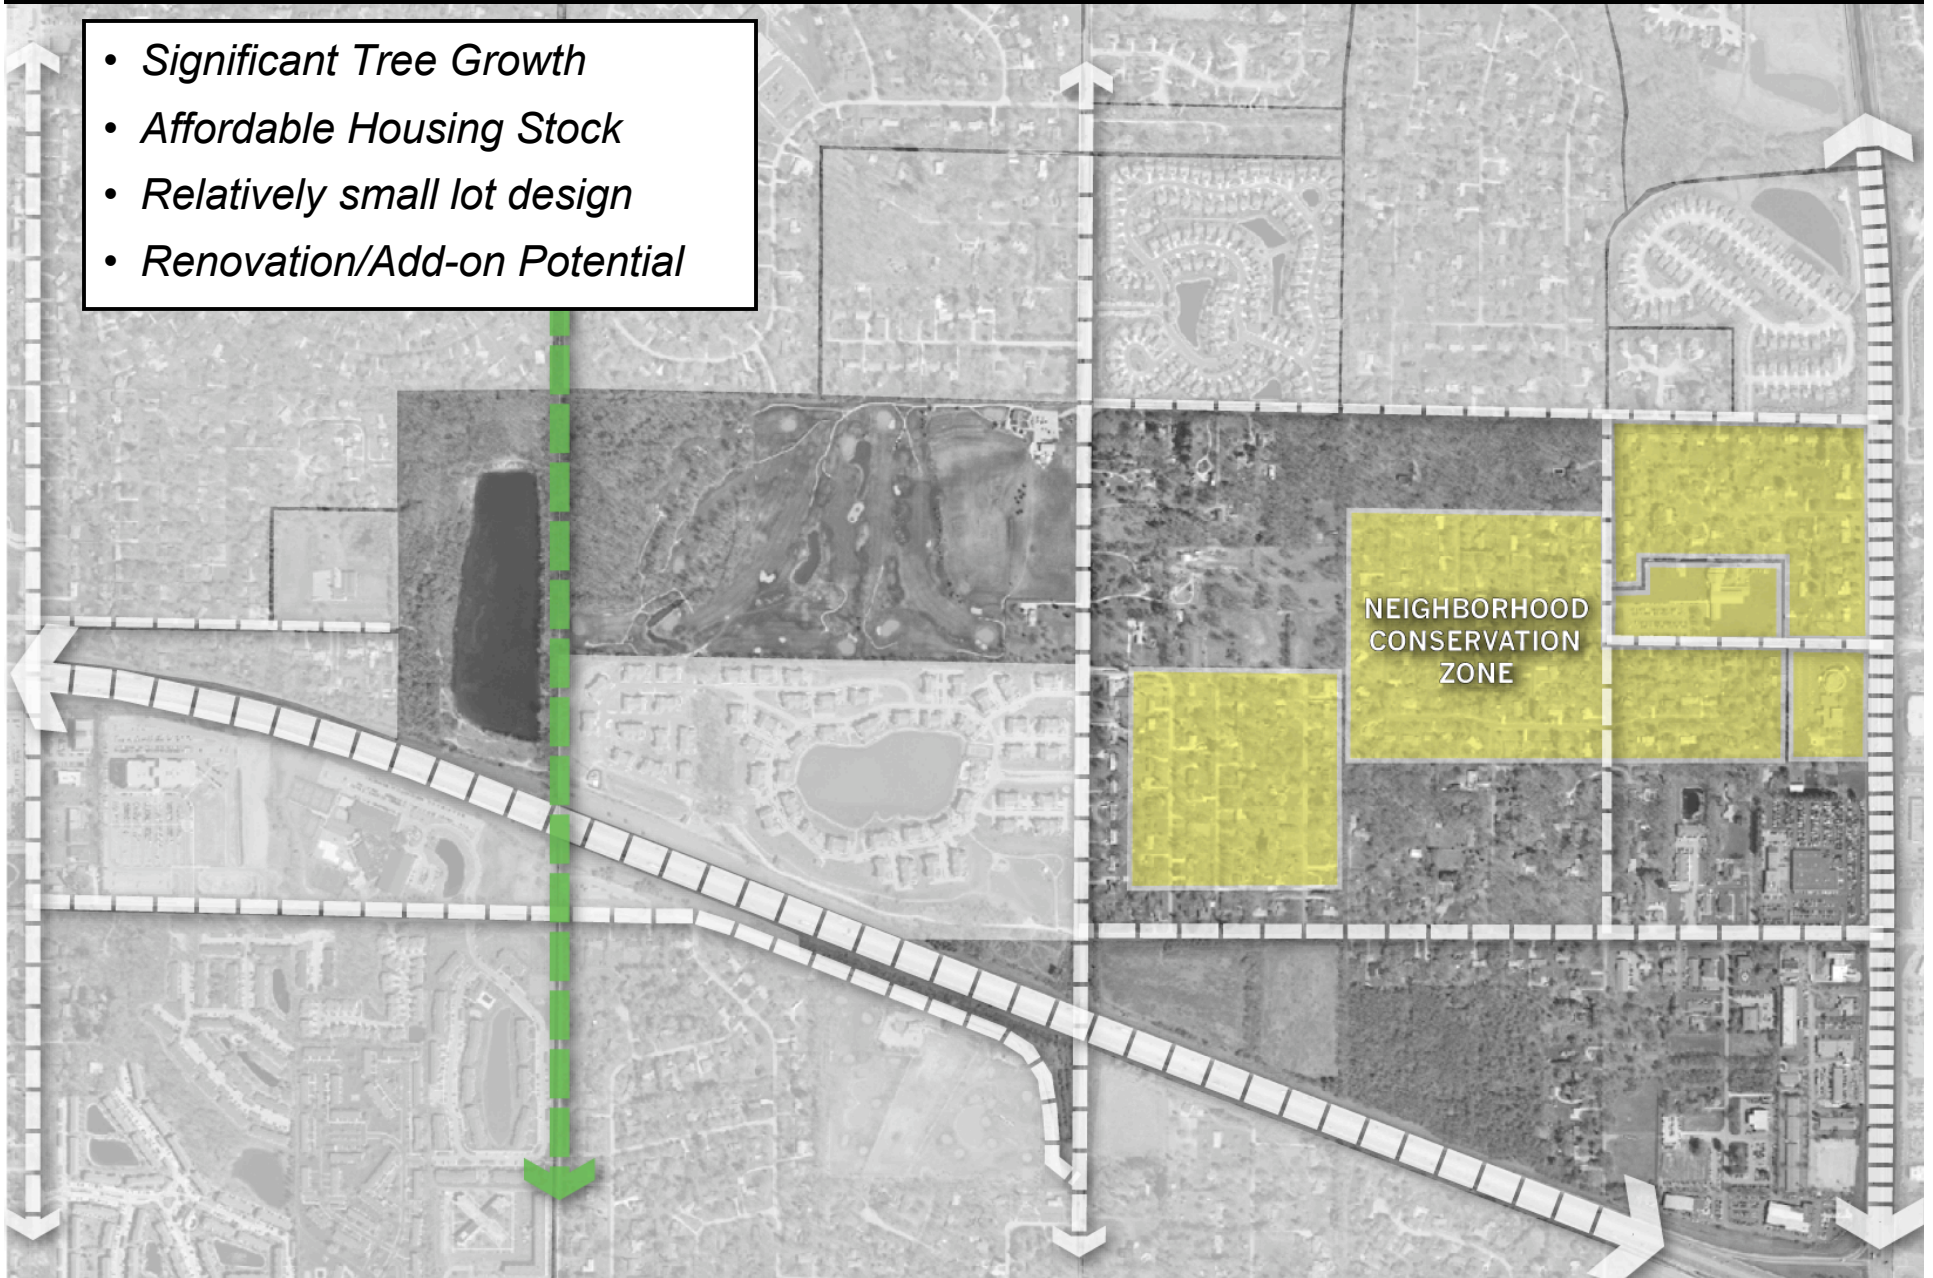 • Significant Tree Growth
• Affordable Housing Stock
• Relatively small lot design
• Renovation/Add-on Potential
NEIGHBORHOOD
CONSERVATION
ZONE